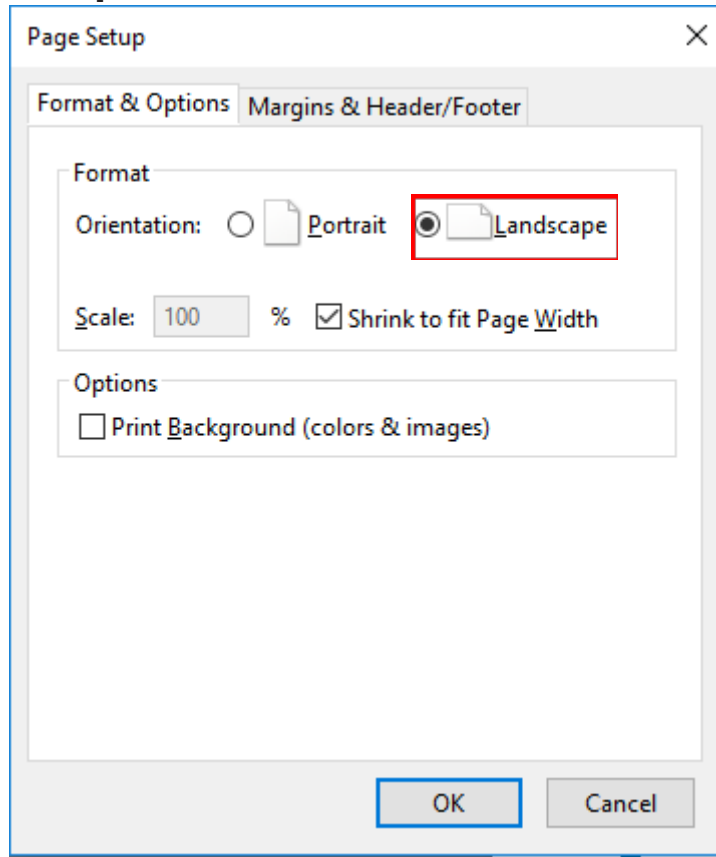 Page Setup
Format & Options Margins & Header/Footer
Format
Orientation: Portrait Landscape
Scale: 100 % Shrink to fit Page Width
Options
Print Background (colors & images)
OK Cancel